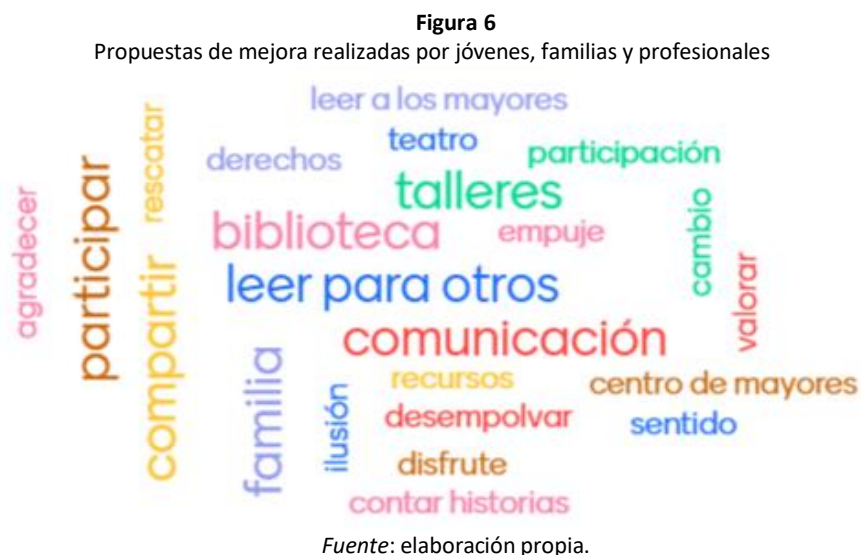 Figura 6
Propuestas de mejora realizadas por jóvenes, familias y profesionales
leer a los mayores
teatro
derechos
participación
talleres
biblioteca
empuje
leer para otros
comunicación
recursos
centro de mayores
desempolvar
sentido
disfrute
contar historias
agradecer
participar
rescatar
compartir
familia
ilusión
cambio
valorar
Fuente: elaboración propia.